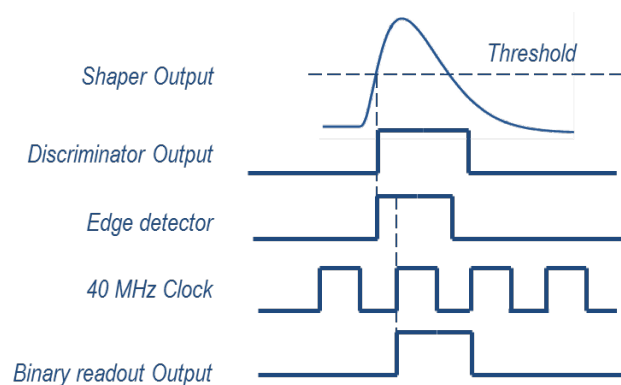 Threshold
Shaper Output
Discriminator Output
Edge detector
40 MHz Clock
Binary readout Output